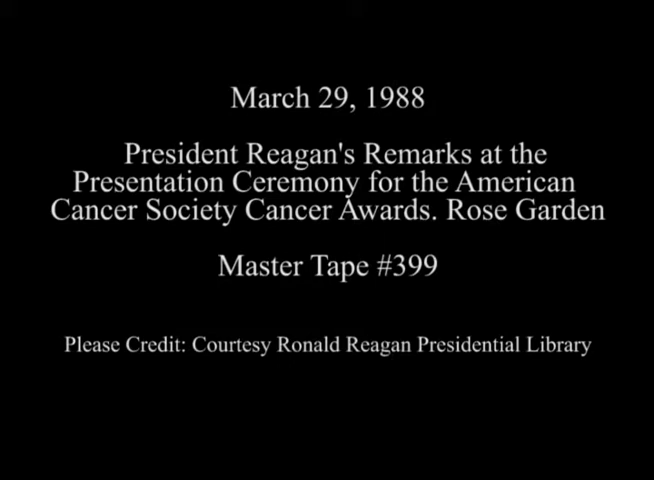 March 29, 1988
President Reagan's Remarks at the
Presentation Ceremony for the American
Cancer Society Cancer Awards. Rose Garden
Master Tape #399
Please Credit: Courtesy Ronald Reagan Presidential Library